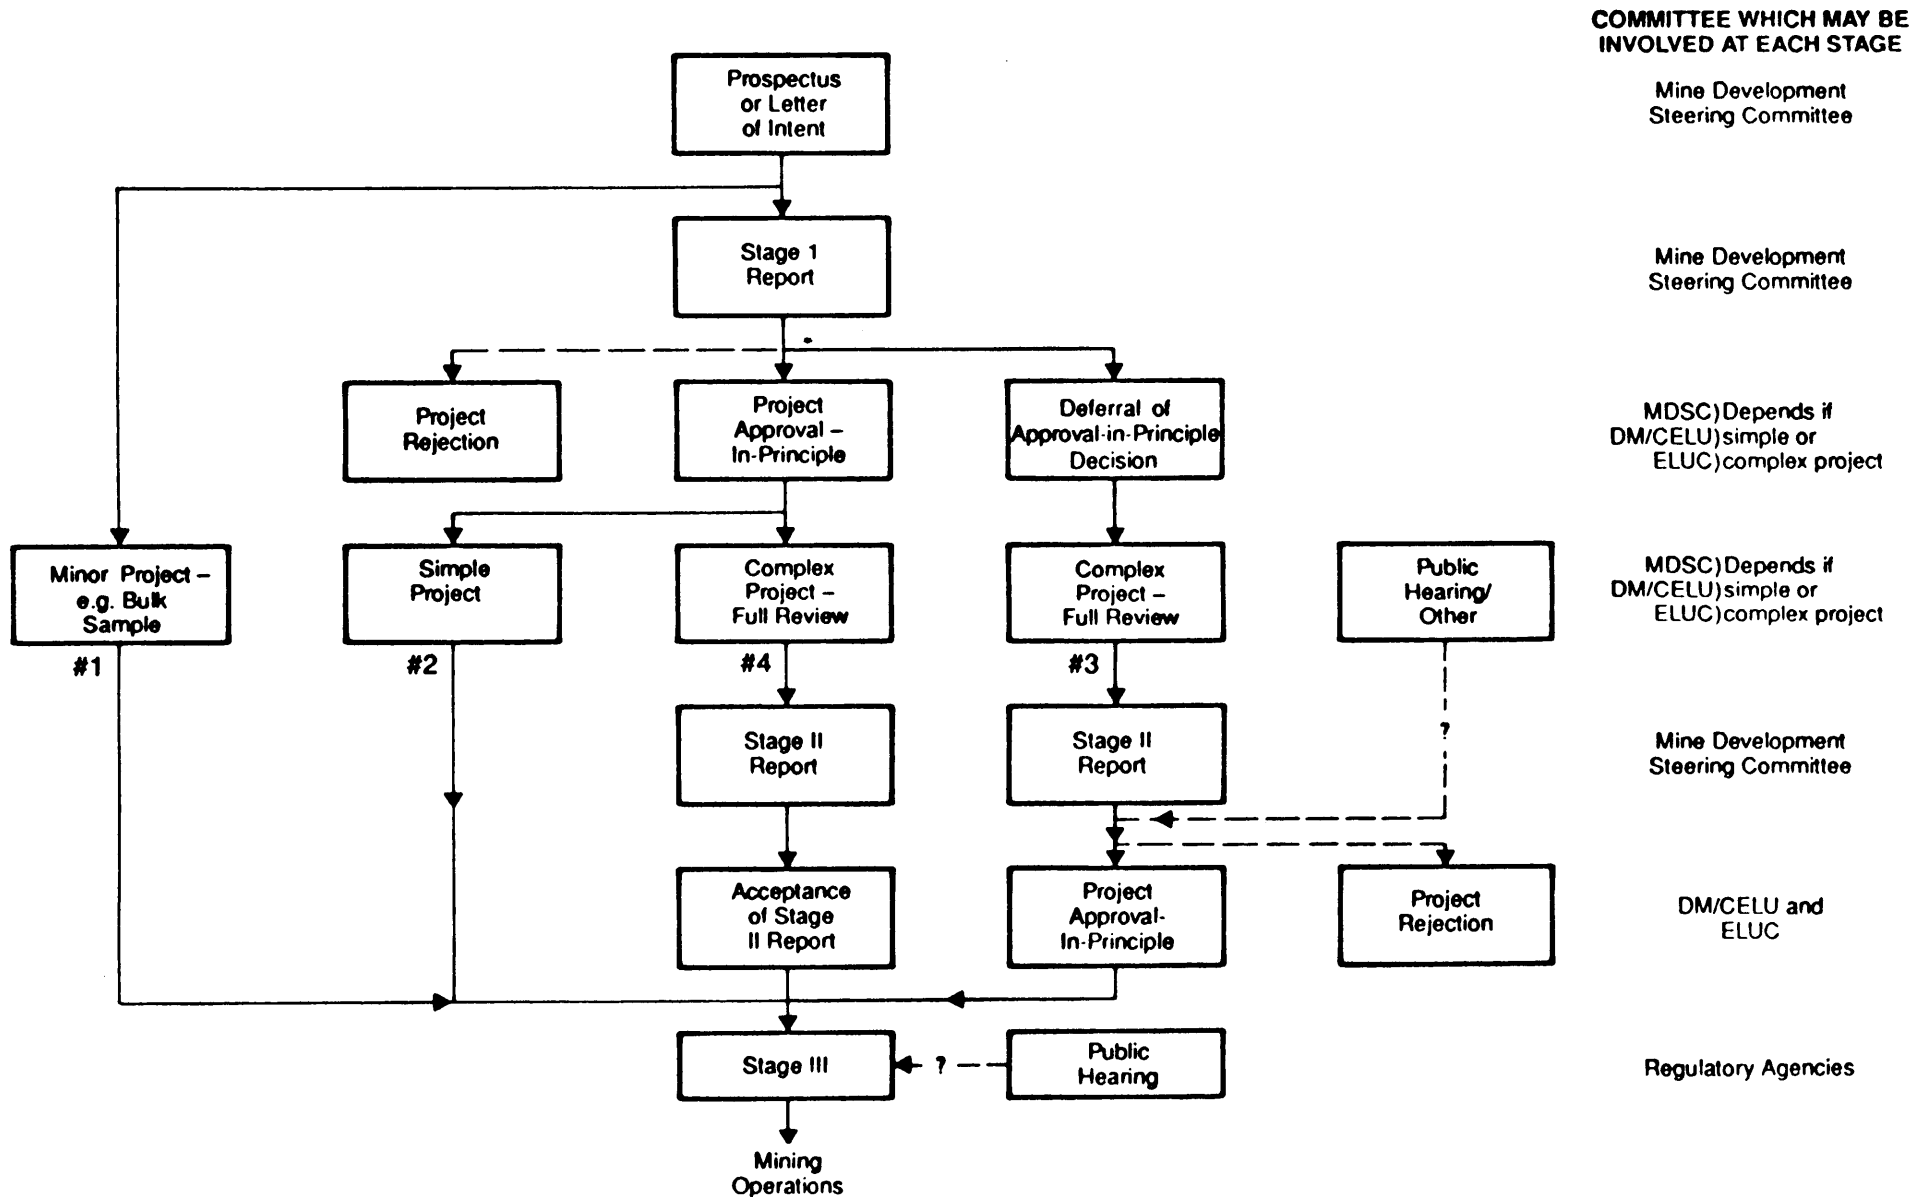 COMMITTEE WHICH MAY BE
INVOLVED AT EACH STAGE
Prospectus
or Letter
of Intent
Mine Development
Steering Committee
Stage 1
Report
Mine Development
Steering Committee
Project
Rejection
Project
Approval –
In-Principle
Deferral of
Approval-in-Principle
Decision
MDSC) Depends if
DM/CELU) simple or
ELUC) complex project
Minor Project –
e.g. Bulk
Sample
#1
Simple
Project
#2
Complex
Project –
Full Review
#4
Complex
Project –
Full Review
#3
Public
Hearing/
Other
MDSC) Depends if
DM/CELU) simple or
ELUC) complex project
Stage II
Report
Stage II
Report
?
Mine Development
Steering Committee
Acceptance
of Stage
II Report
Project
Approval-
In-Principle
Project
Rejection
DM/CELU and
ELUC
Stage III
?
Public
Hearing
Regulatory Agencies
Mining
Operations